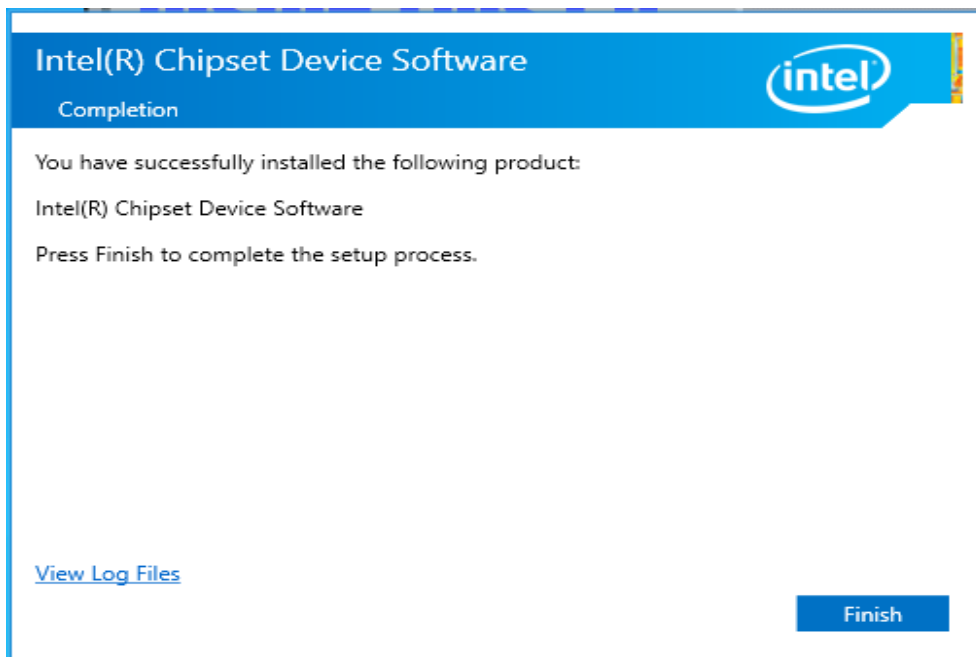 Intel(R) Chipset Device Software
intel
Completion
You have successfully installed the following product:
Intel(R) Chipset Device Software
Press Finish to complete the setup process.
View Log Files
Finish